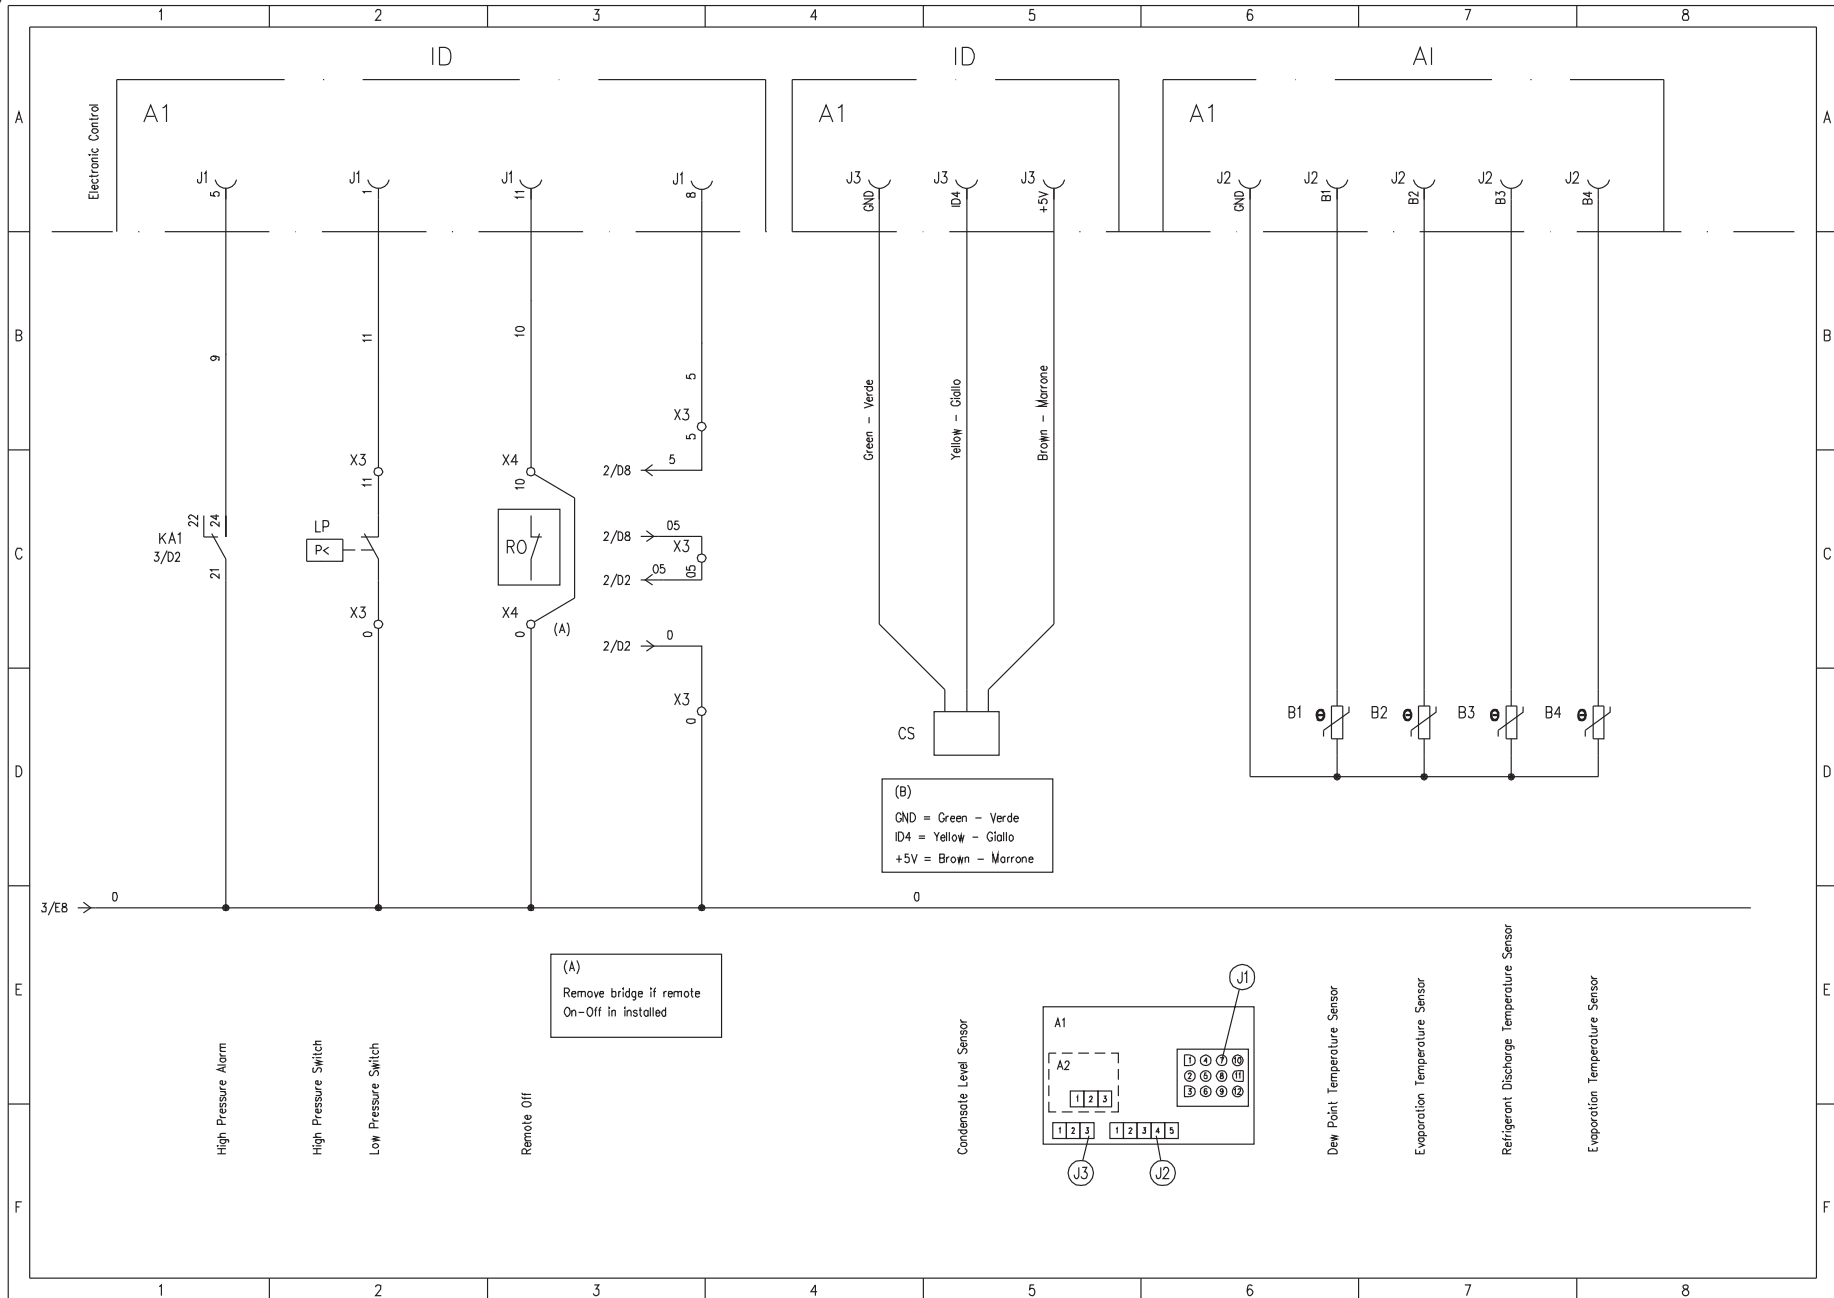 1 2 3 4 5 6 7 8
ID ID AI
A A1 A1 A1 A
Electronic Control
J1 J1 J1 J1 J3 J3 J3 J2 J2 J2 J2 J2
5 1 11 8 GND ID4 +5V GND B1 B2 B3 B4
B 9 11 10 5 B
X3
5
Green - Verde
Yellow - Giallo
Brown - Marrone
X3 X4 2/D8 5
11 10
22 24 LP 2/D8 05
KA1 P< RO X3
C 3/D2 C
21 2/D2 05 05
X3 X4
0 0 (A)
2/D2 0
X3
0
B1 θ B2 θ B3 θ B4 θ
CS
D D
(B)
GND = Green - Verde
ID4 = Yellow - Giallo
+5V = Brown - Marrone
3/E8 0 0
(A)
Remove bridge if remote
On-Off in installed
E E
High Pressure Alarm
High Pressure Switch
Low Pressure Switch
Remote Off
Condensate Level Sensor
J1
A1
A2
1 4 7 10
2 5 8 11
3 6 9 12
1 2 3
1 2 3 1 2 3 4 5
J3 J2
Dew Point Temperature Sensor
Evaporation Temperature Sensor
Refrigerant Discharge Temperature Sensor
Evaporation Temperature Sensor
F F
1 2 3 4 5 6 7 8